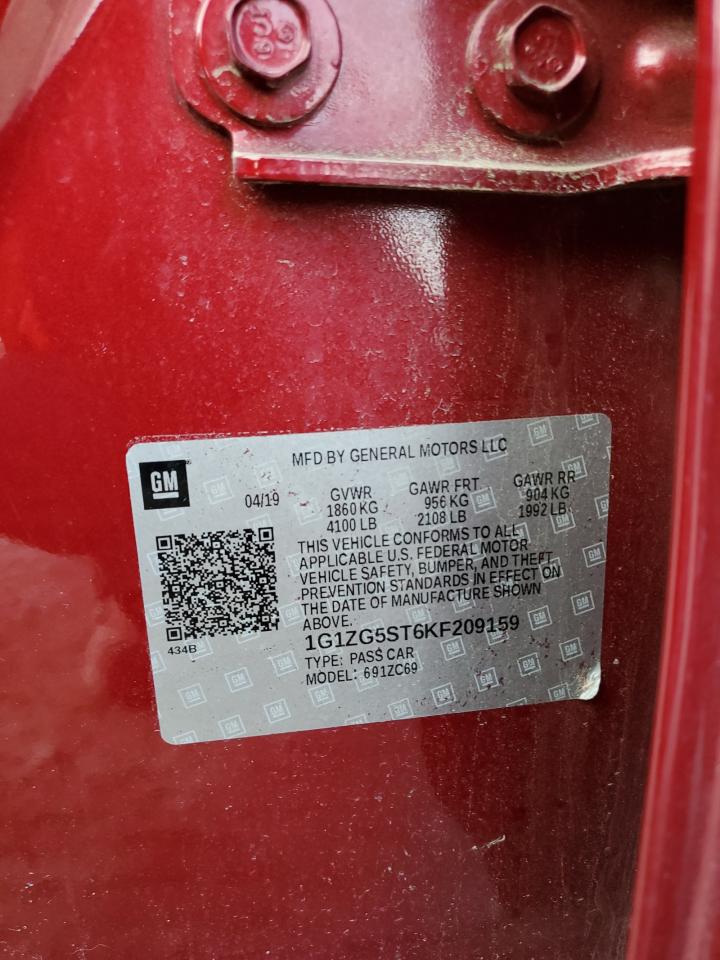 MFD BY GENERAL MOTORS LLC
GM
04/19
GVWR GAWR FRT GAWR RR
1860 KG 956 KG 904 KG
4100 LB 2108 LB 1992 LB
THIS VEHICLE CONFORMS TO ALL
APPLICABLE U.S. FEDERAL MOTOR
VEHICLE SAFETY, BUMPER, AND THEFT
PREVENTION STANDARDS IN EFFECT ON
THE DATE OF MANUFACTURE SHOWN
ABOVE.
1G1ZG5ST6KF209159
434B
TYPE: PASS CAR
MODEL: 691ZC69